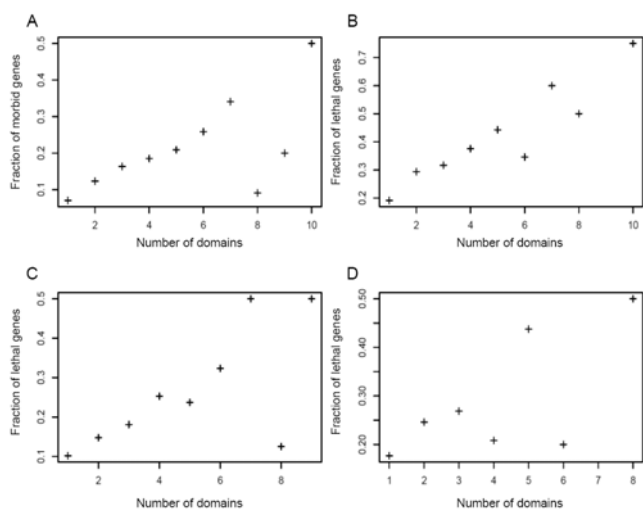 A
Fraction of morbid genes
0.5
0.4
0.3
0.2
0.1
2 4 6 8 10
Number of domains
B
Fraction of lethal genes
0.7
0.6
0.5
0.4
0.3
0.2
2 4 6 8 10
Number of domains
C
Fraction of lethal genes
0.5
0.4
0.3
0.2
0.1
2 4 6 8
Number of domains
D
Fraction of lethal genes
0.50
0.40
0.30
0.20
1 2 3 4 5 6 7 8
Number of domains